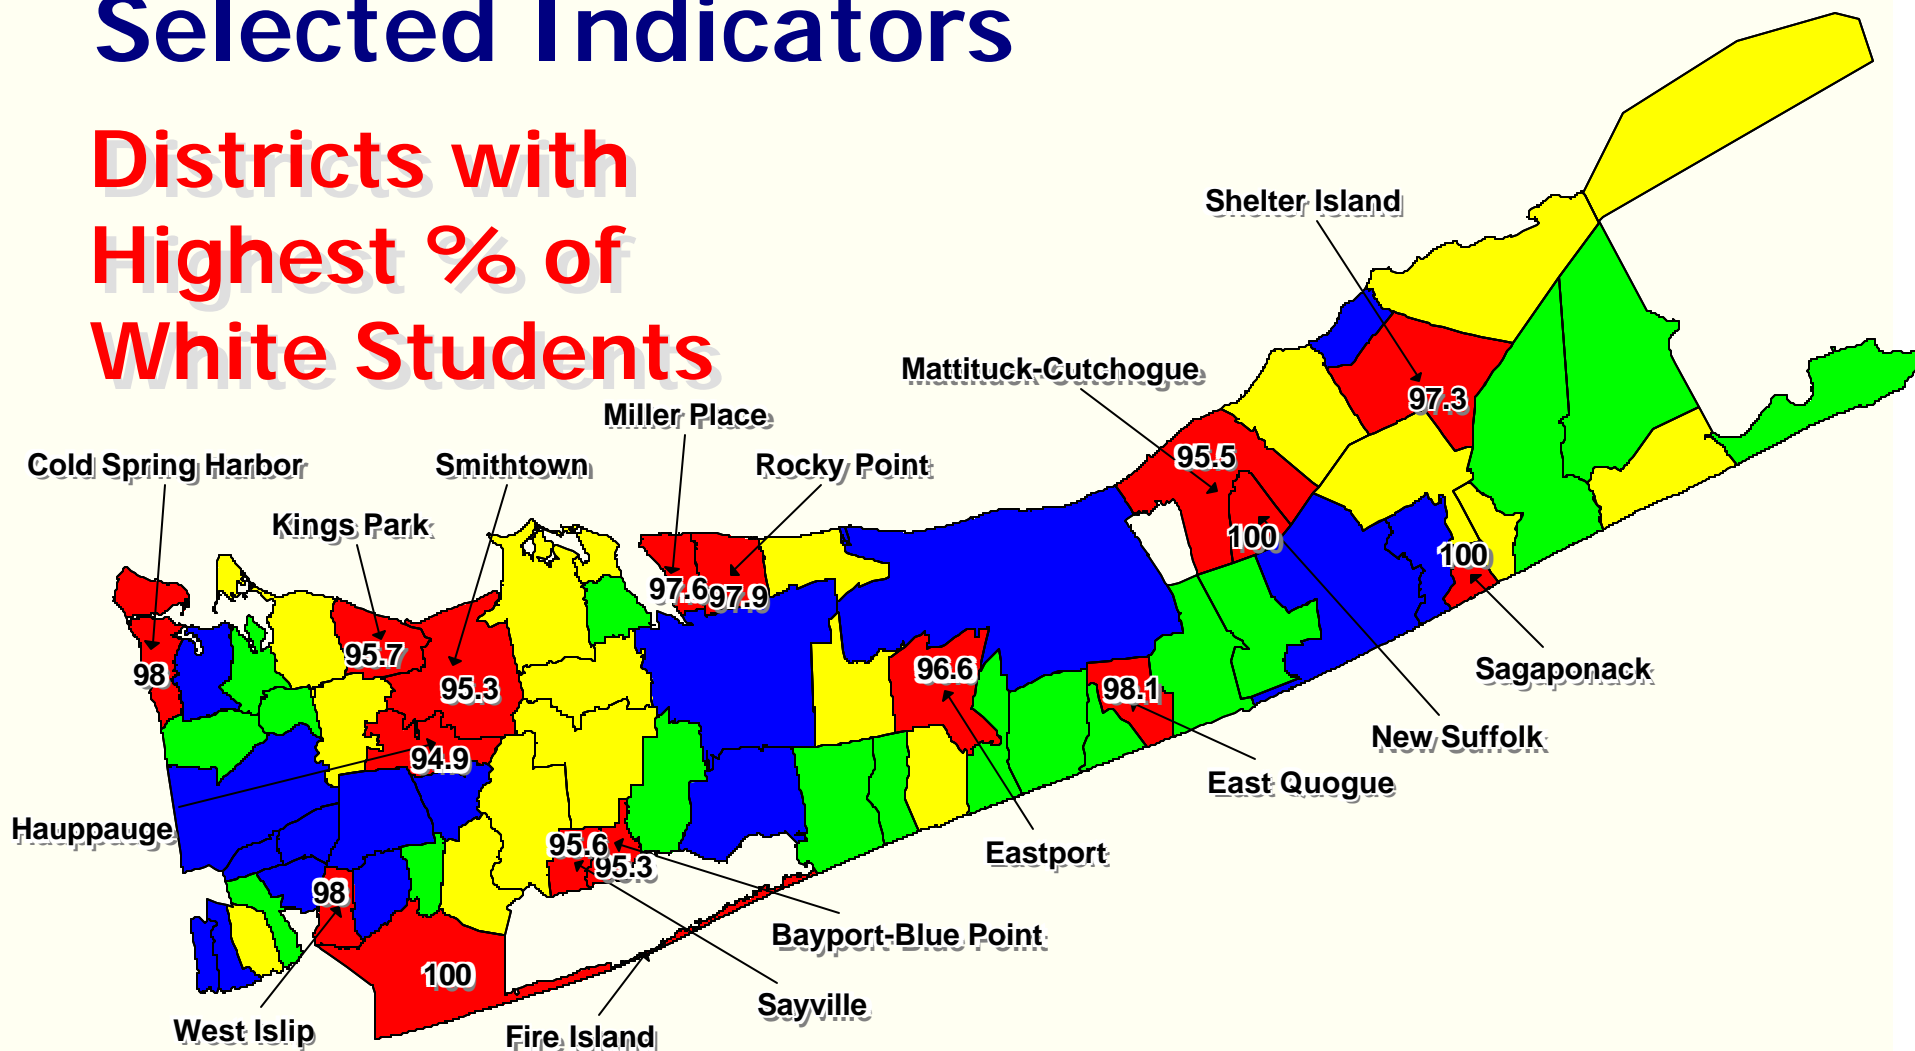 Selected Indicators
Districts with
Highest % of
White Students
Shelter Island
Mattituck-Cutchogue
97.3
Miller Place
Cold Spring Harbor
Smithtown
Rocky Point
95.5
Kings Park
100
100
97.6
97.9
95.7
98
95.3
96.6
98.1
Sagaponack
New Suffolk
94.9
East Quogue
Hauppauge
95.6
95.3
Eastport
98
Bayport-Blue Point
100
Sayville
West Islip
Fire Island